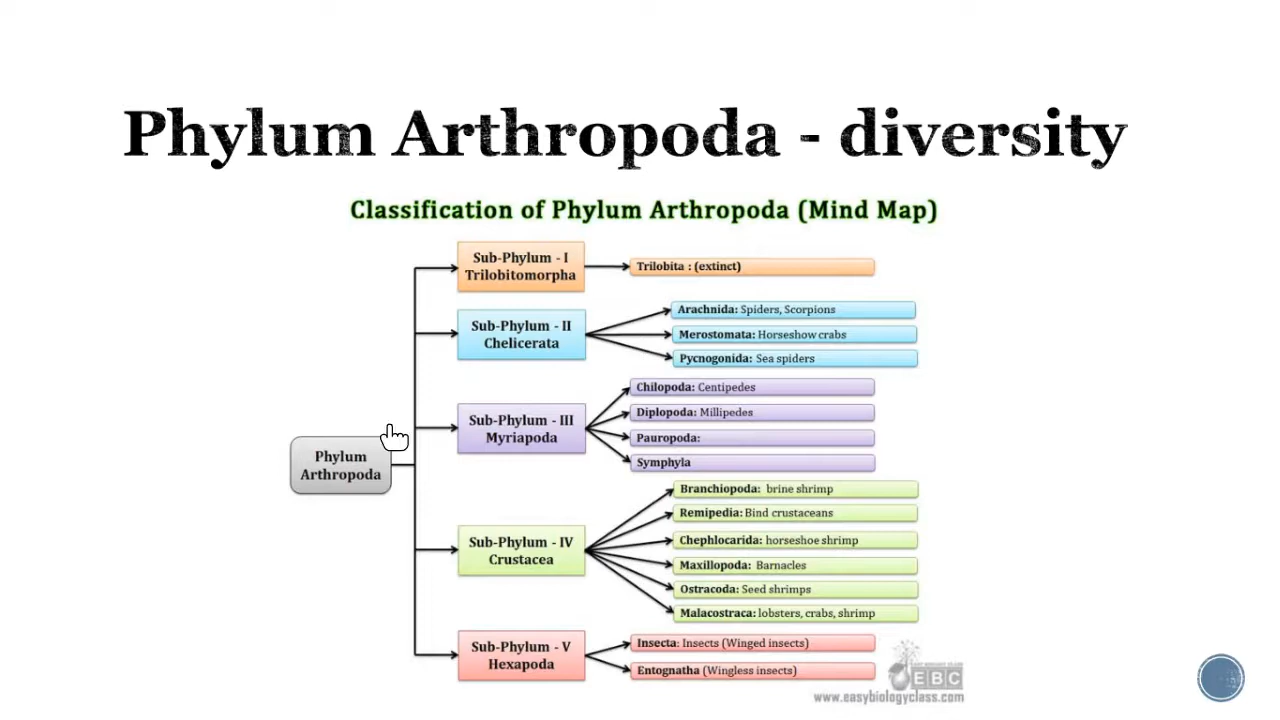 Phylum Arthropoda - diversity
Classification of Phylum Arthropoda (Mind Map)
Phylum
Arthropoda
Sub-Phylum - I
Trilobitomorpha
Trilobita : (extinct)
Sub-Phylum - II
Chelicerata
Arachnida: Spiders, Scorpions
Merostomata: Horseshow crabs
Pycnogonida: Sea spiders
Sub-Phylum - III
Myriapoda
Chilopoda: Centipedes
Diplopoda: Millipedes
Pauropoda:
Symphyla
Sub-Phylum - IV
Crustacea
Branchiopoda: brine shrimp
Remipedia: Bind crustaceans
Chephlocarida: horseshoe shrimp
Maxillopoda: Barnacles
Ostracoda: Seed shrimps
Malacostraca: lobsters, crabs, shrimp
Sub-Phylum - V
Hexapoda
Insecta: Insects (Winged insects)
Entognatha (Wingless insects)
EBC
www.easybiologyclass.com